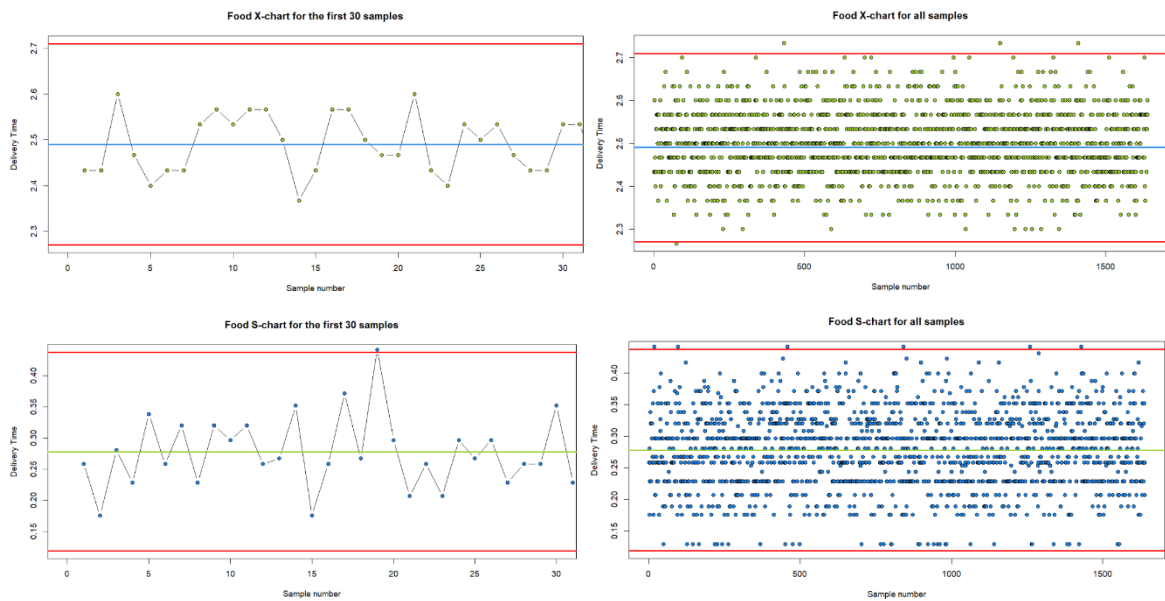 Food X-chart for the first 30 samples
Delivery Time
2.7
2.6
2.5
2.4
2.3
0 5 10 15 20 25 30
Sample number
Food X-chart for all samples
Delivery Time
2.7
2.6
2.5
2.4
2.3
0 500 1000 1500
Sample number
Food S-chart for the first 30 samples
Delivery Time
0.40
0.35
0.30
0.25
0.20
0.15
0 5 10 15 20 25 30
Sample number
Food S-chart for all samples
Delivery Time
0.40
0.35
0.30
0.25
0.20
0.15
0 500 1000 1500
Sample number